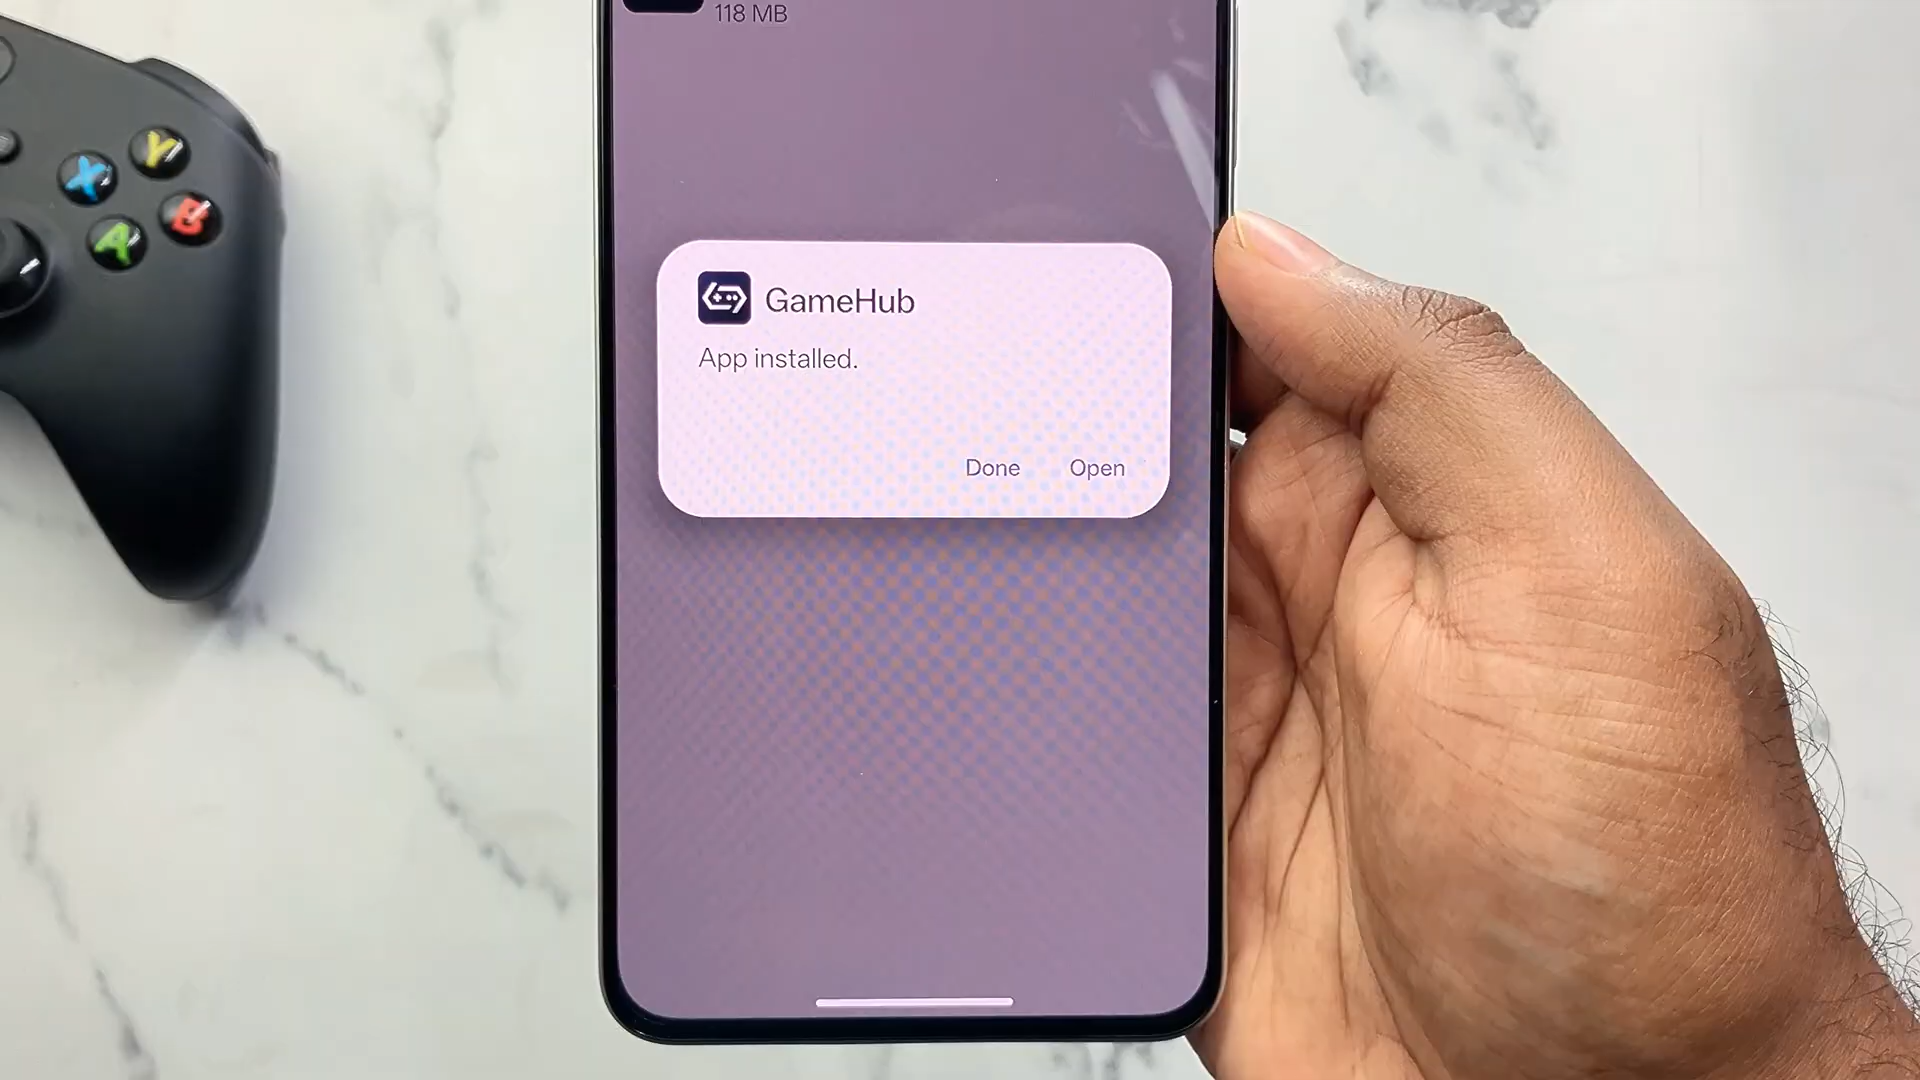 118 MB
GameHub
App installed.
Done Open
Y
X
B
A